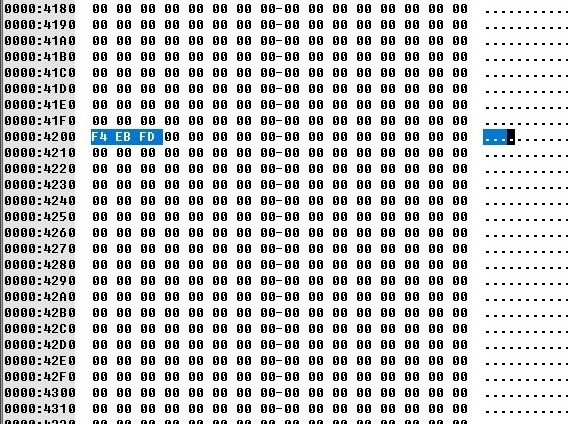 0000:4180 00 00 00 00 00 00 00 00-00 00 00 00 00 00 00 00 ...........
0000:4190 00 00 00 00 00 00 00 00-00 00 00 00 00 00 00 00 ...........
0000:41A0 00 00 00 00 00 00 00 00-00 00 00 00 00 00 00 00 ...........
0000:41B0 00 00 00 00 00 00 00 00-00 00 00 00 00 00 00 00 ...........
0000:41C0 00 00 00 00 00 00 00 00-00 00 00 00 00 00 00 00 ...........
0000:41D0 00 00 00 00 00 00 00 00-00 00 00 00 00 00 00 00 ...........
0000:41E0 00 00 00 00 00 00 00 00-00 00 00 00 00 00 00 00 ...........
0000:41F0 00 00 00 00 00 00 00 00-00 00 00 00 00 00 00 00 ...........
0000:4200 F4 EB FD 00 00 00 00 00-00 00 00 00 00 00 00 00 ...........
0000:4210 00 00 00 00 00 00 00 00-00 00 00 00 00 00 00 00 ...........
0000:4220 00 00 00 00 00 00 00 00-00 00 00 00 00 00 00 00 ...........
0000:4230 00 00 00 00 00 00 00 00-00 00 00 00 00 00 00 00 ...........
0000:4240 00 00 00 00 00 00 00 00-00 00 00 00 00 00 00 00 ...........
0000:4250 00 00 00 00 00 00 00 00-00 00 00 00 00 00 00 00 ...........
0000:4260 00 00 00 00 00 00 00 00-00 00 00 00 00 00 00 00 ...........
0000:4270 00 00 00 00 00 00 00 00-00 00 00 00 00 00 00 00 ...........
0000:4280 00 00 00 00 00 00 00 00-00 00 00 00 00 00 00 00 ...........
0000:4290 00 00 00 00 00 00 00 00-00 00 00 00 00 00 00 00 ...........
0000:42A0 00 00 00 00 00 00 00 00-00 00 00 00 00 00 00 00 ...........
0000:42B0 00 00 00 00 00 00 00 00-00 00 00 00 00 00 00 00 ...........
0000:42C0 00 00 00 00 00 00 00 00-00 00 00 00 00 00 00 00 ...........
0000:42D0 00 00 00 00 00 00 00 00-00 00 00 00 00 00 00 00 ...........
0000:42E0 00 00 00 00 00 00 00 00-00 00 00 00 00 00 00 00 ...........
0000:42F0 00 00 00 00 00 00 00 00-00 00 00 00 00 00 00 00 ...........
0000:4300 00 00 00 00 00 00 00 00-00 00 00 00 00 00 00 00 ...........
0000:4310 00 00 00 00 00 00 00 00-00 00 00 00 00 00 00 00 ...........